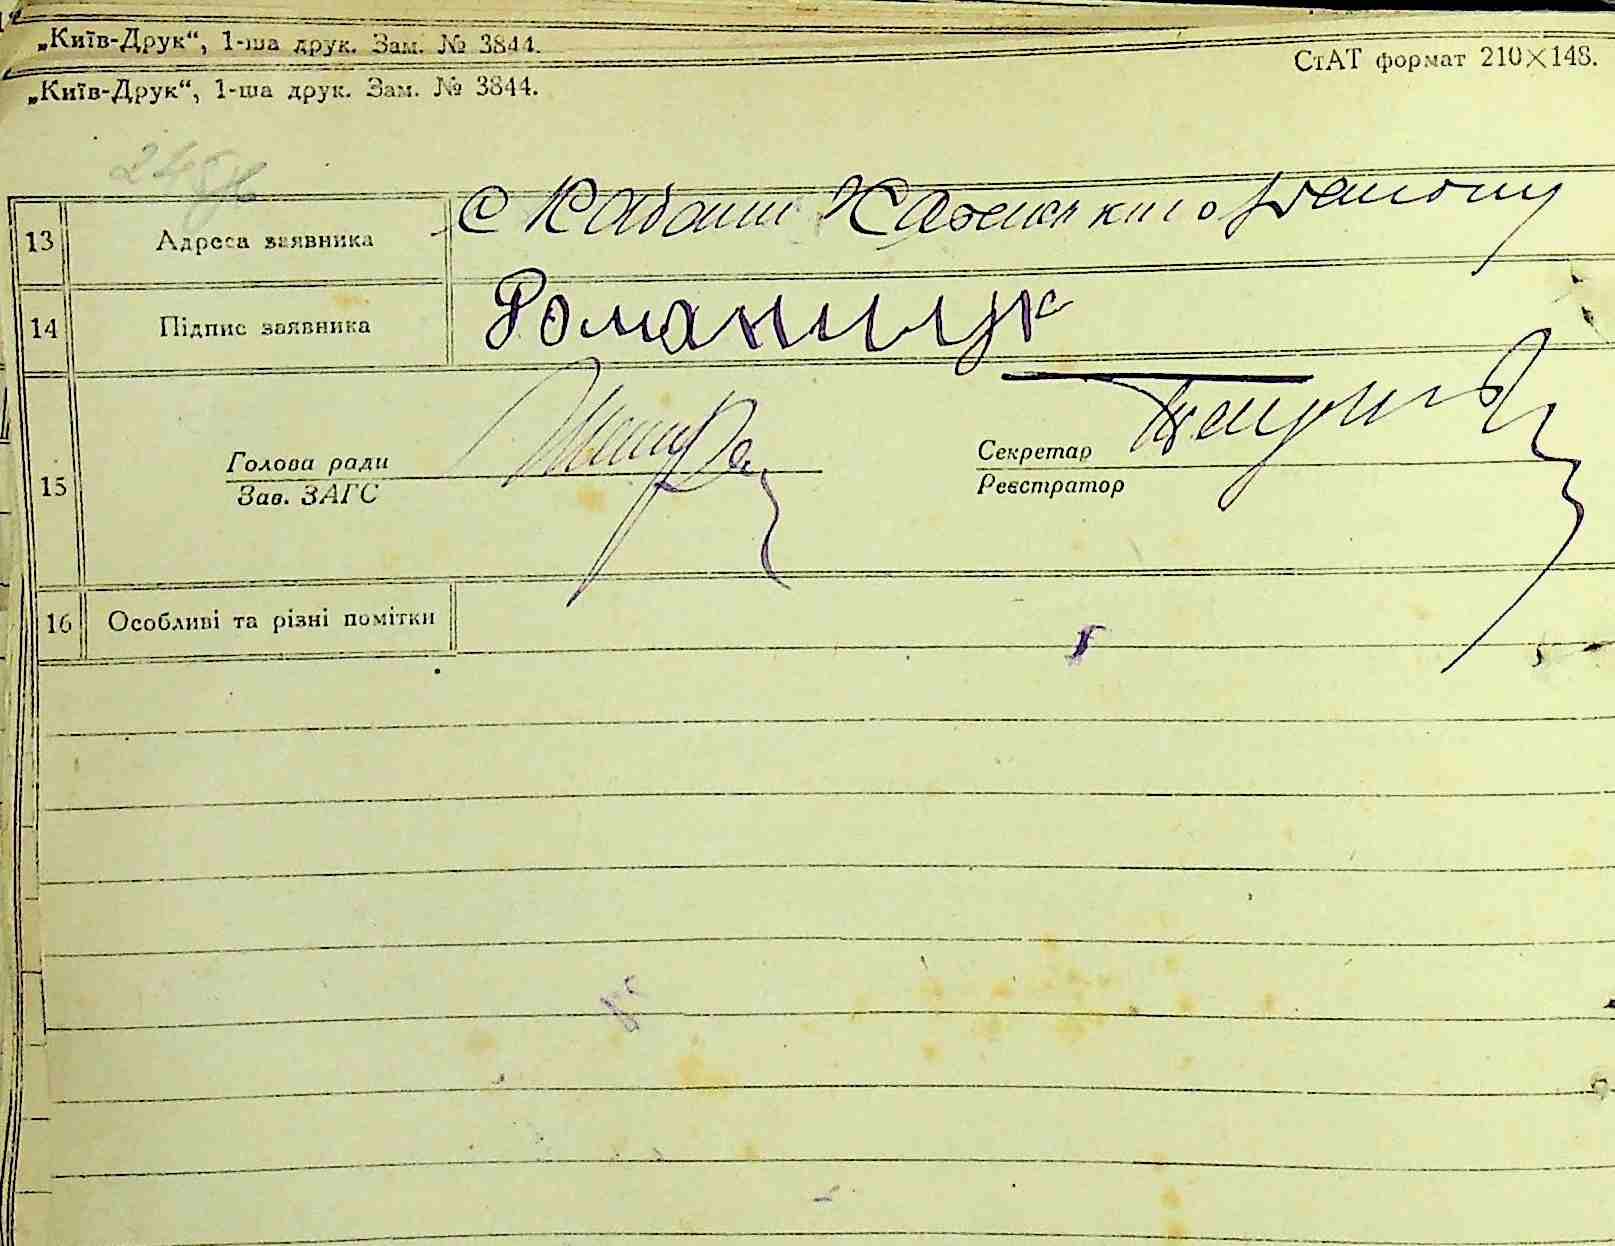 „Київ-Друк“, 1-ша друк. Зам. № 3844.
СтАТ формат 210×148.
„Київ-Друк“, 1-ша друк. Зам. № 3844.
13 Адреса заявника С Кабани району
14 Підпис заявника Романчук
15 Голова ради Секретар
Зав. ЗАГС Реєстратор
16 Особливі та різні помітки